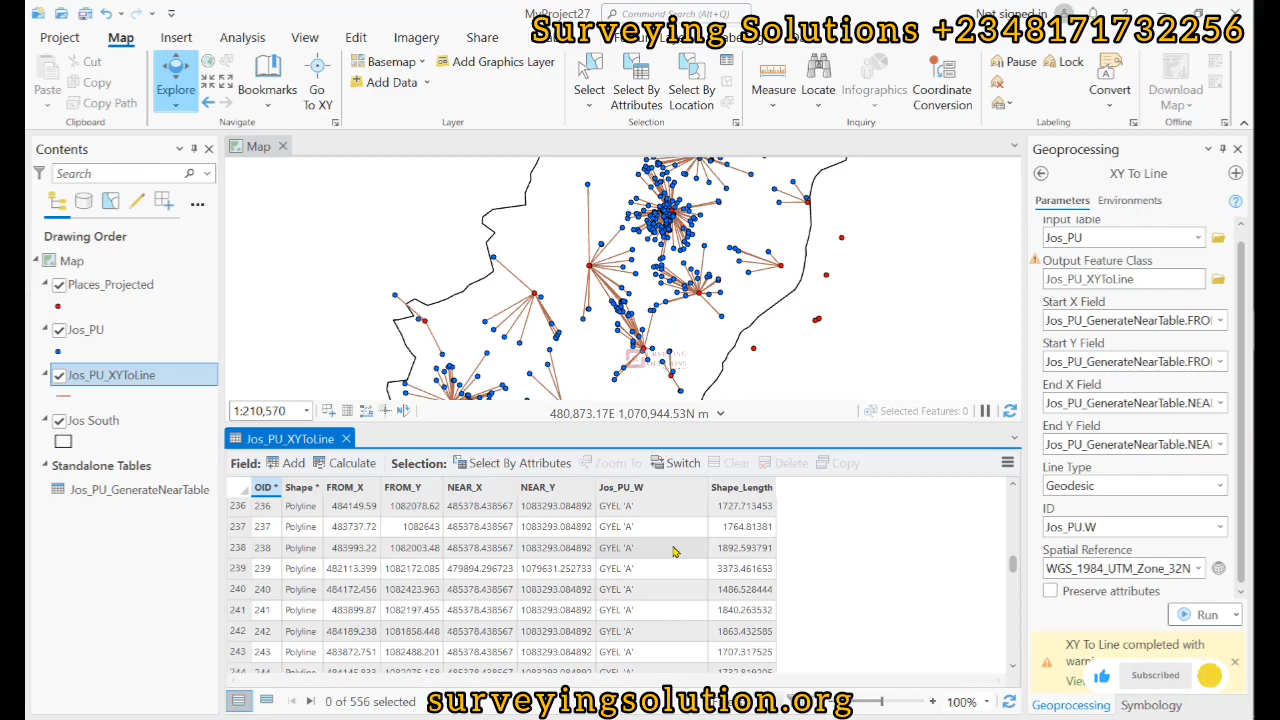 MyProject27
Command Search (Alt+Q)
Not signed in
Surveying Solutions +2348171732256
Project
Map
Insert
Analysis
View
Edit
Imagery
Share
Paste
Cut
Copy
Copy Path
Clipboard
Explore
Bookmarks
Go To XY
Navigate
Basemap
Add Data
Add Graphics Layer
Layer
Select
Select By Attributes
Select By Location
Selection
Measure
Locate
Infographics
Coordinate Conversion
Inquiry
Pause
Lock
Convert
Labeling
Download Map
Offline
Contents
Search
Drawing Order
Map
Places_Projected
Jos_PU
Jos_PU_XYToLine
Jos South
Standalone Tables
Jos_PU_GenerateNearTable
Map
SURVEYING SOLUTIONS
1:210,570
480,873.17E 1,070,944.53N m
Selected Features: 0
Jos_PU_XYToLine
Field: Add Calculate Selection: Select By Attributes Zoom To Switch Clear Delete Copy
OID * Shape * FROM_X FROM_Y NEAR_X NEAR_Y Jos_PU_W Shape_Length
236 236 Polyline 484149.59 1082078.62 485378.438567 1083293.084892 GYEL 'A' 1727.713453
237 237 Polyline 483737.72 1082643 485378.438567 1083293.084892 GYEL 'A' 1764.81381
238 238 Polyline 483993.22 1082003.48 485378.438567 1083293.084892 GYEL 'A' 1892.593791
239 239 Polyline 482113.399 1082172.085 479894.296723 1079631.252733 GYEL 'A' 3373.461653
240 240 Polyline 484172.456 1082423.963 485378.438567 1083293.084892 GYEL 'A' 1486.528444
241 241 Polyline 483899.87 1082197.455 485378.438567 1083293.084892 GYEL 'A' 1840.263532
242 242 Polyline 484189.238 1081858.448 485378.438567 1083293.084892 GYEL 'A' 1863.432585
243 243 Polyline 483872.751 1082488.201 485378.438567 1083293.084892 GYEL 'A' 1707.317525
0 of 556 selected
100%
surveyingsolution.org
Geoprocessing
XY To Line
Parameters
Environments
Input Table
Jos_PU
Output Feature Class
Jos_PU_XYToLine
Start X Field
Jos_PU_GenerateNearTable.FRO
Start Y Field
Jos_PU_GenerateNearTable.FRO
End X Field
Jos_PU_GenerateNearTable.NEA
End Y Field
Jos_PU_GenerateNearTable.NEA
Line Type
Geodesic
ID
Jos_PU.W
Spatial Reference
WGS_1984_UTM_Zone_32N
Preserve attributes
Run
XY To Line completed with
Subscribed
Geoprocessing
Symbology